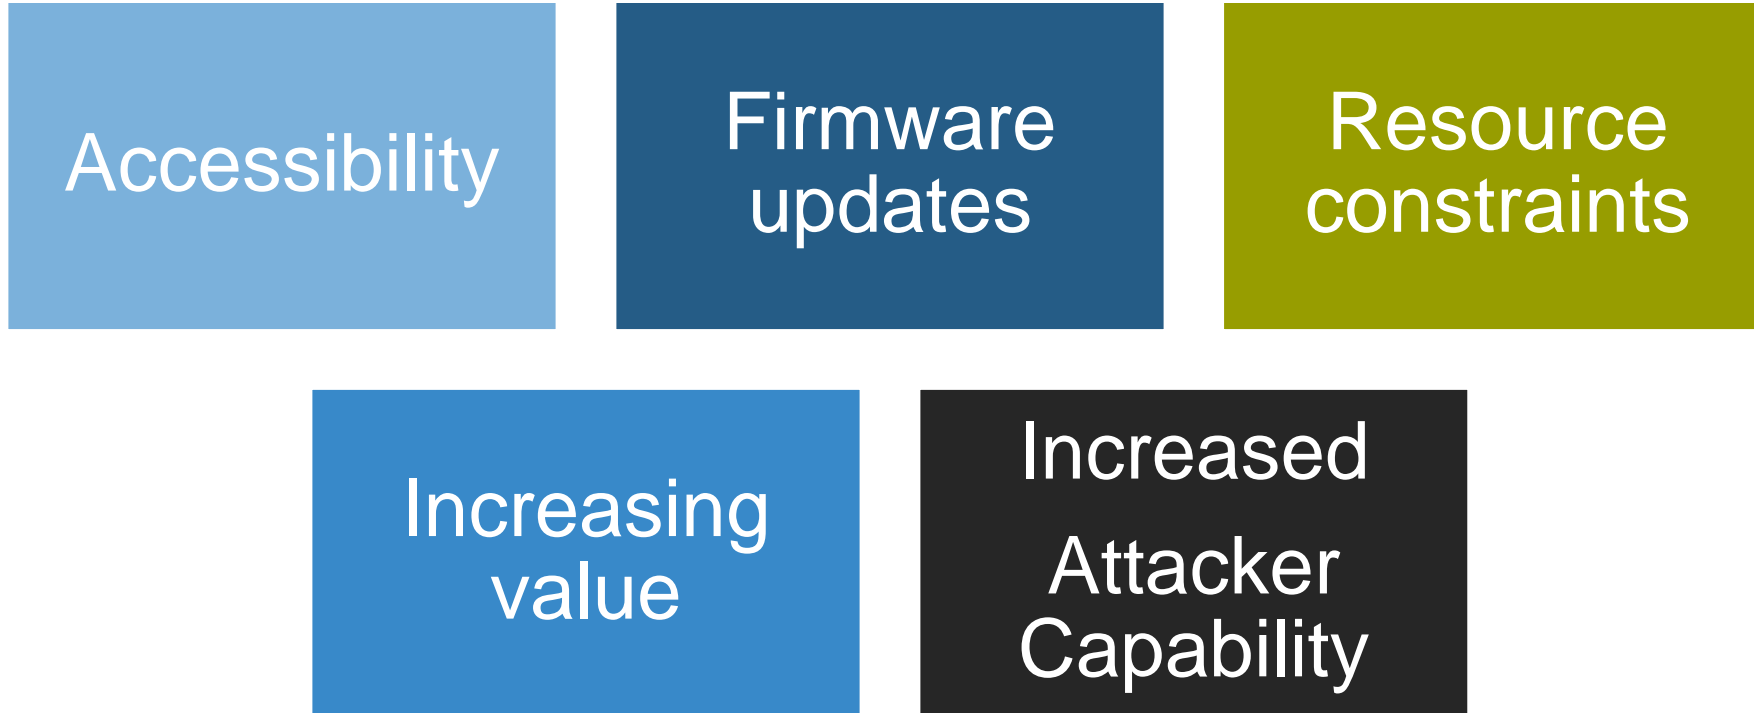 Accessibility
Firmware
updates
Resource
constraints
Increasing
value
Increased
Attacker
Capability